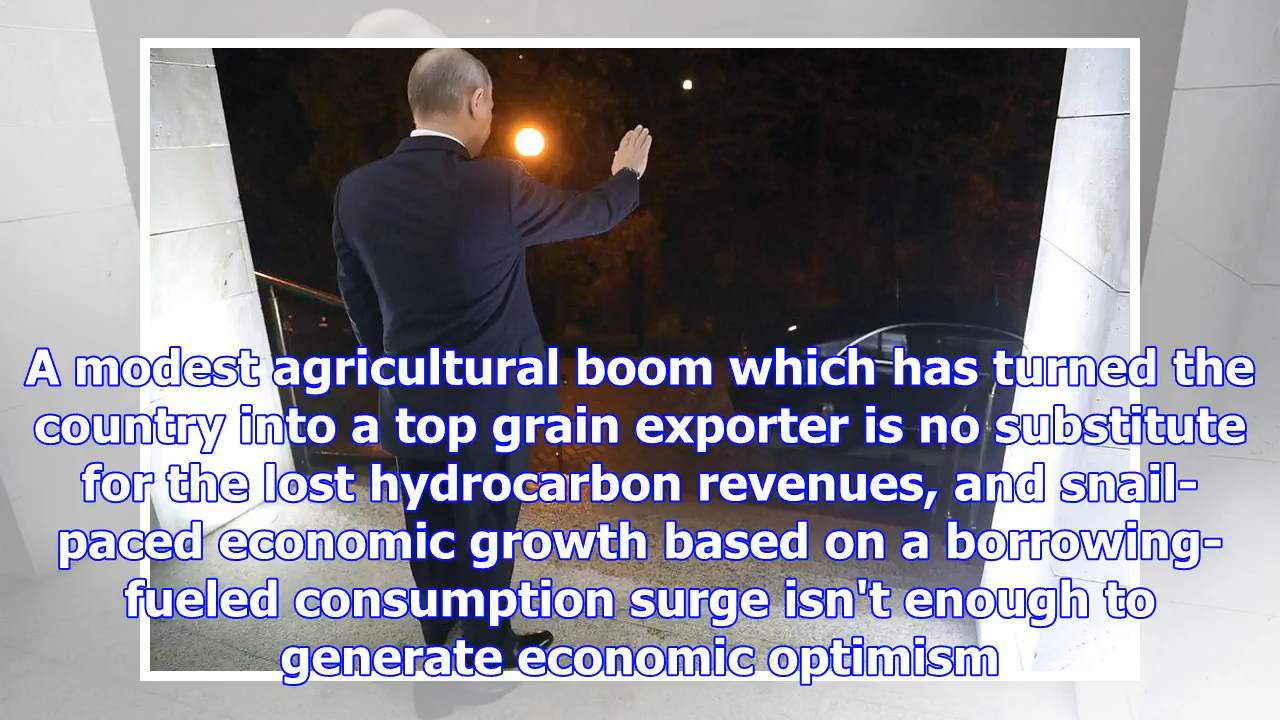 A modest agricultural boom which has turned the
country into a top grain exporter is no substitute
for the lost hydrocarbon revenues, and snail-
paced economic growth based on a borrowing-
fueled consumption surge isn't enough to
generate economic optimism